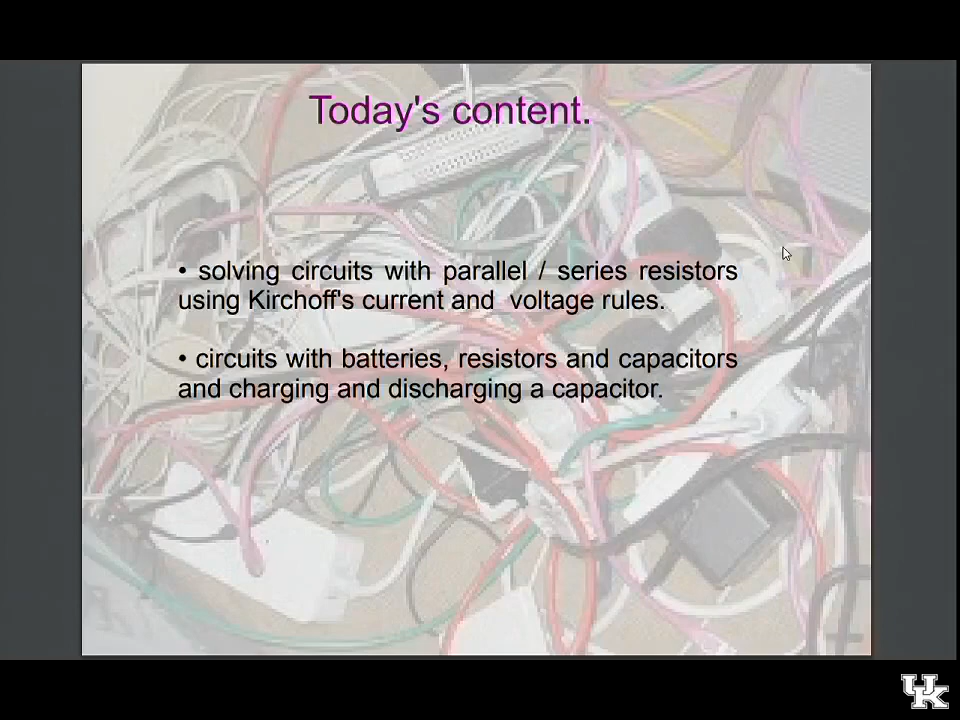 Today's content.
• solving circuits with parallel / series resistors
using Kirchoff's current and voltage rules.
• circuits with batteries, resistors and capacitors
and charging and discharging a capacitor.
UK